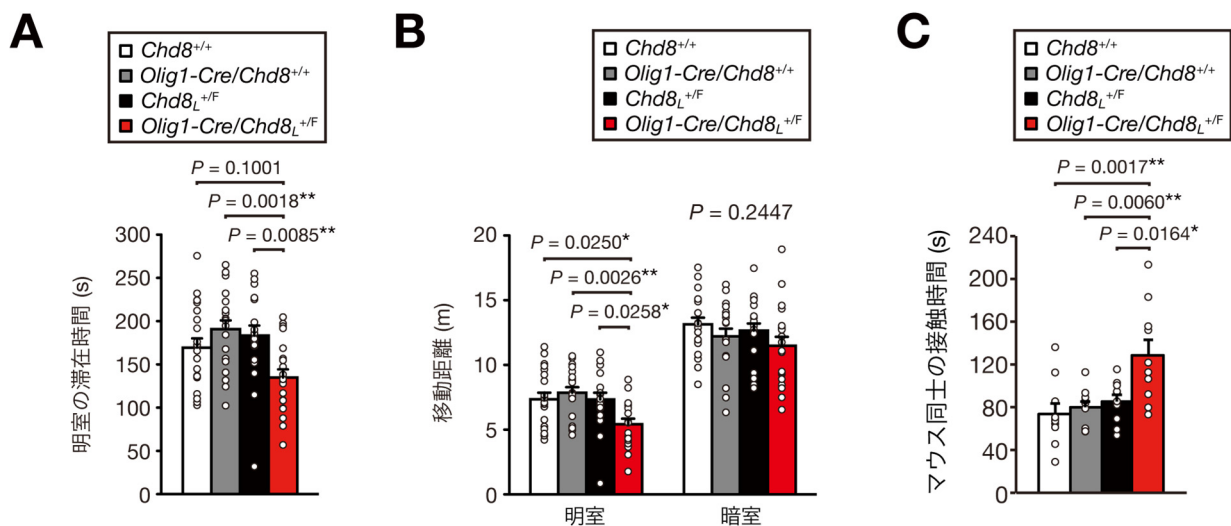 A
Chd8+/+
Olig1-Cre/Chd8+/+
Chd8L+/F
Olig1-Cre/Chd8L+/F
P = 0.1001
P = 0.0018**
P = 0.0085**
明室の滞在時間 (s)
300
250
200
150
100
50
0
B
Chd8+/+
Olig1-Cre/Chd8+/+
Chd8L+/F
Olig1-Cre/Chd8L+/F
P = 0.0250*
P = 0.0026**
P = 0.0258*
P = 0.2447
移動距離 (m)
20
15
10
5
0
明室
暗室
C
Chd8+/+
Olig1-Cre/Chd8+/+
Chd8L+/F
Olig1-Cre/Chd8L+/F
P = 0.0017**
P = 0.0060**
P = 0.0164*
マウス同士の接触時間 (s)
240
200
160
120
80
40
0